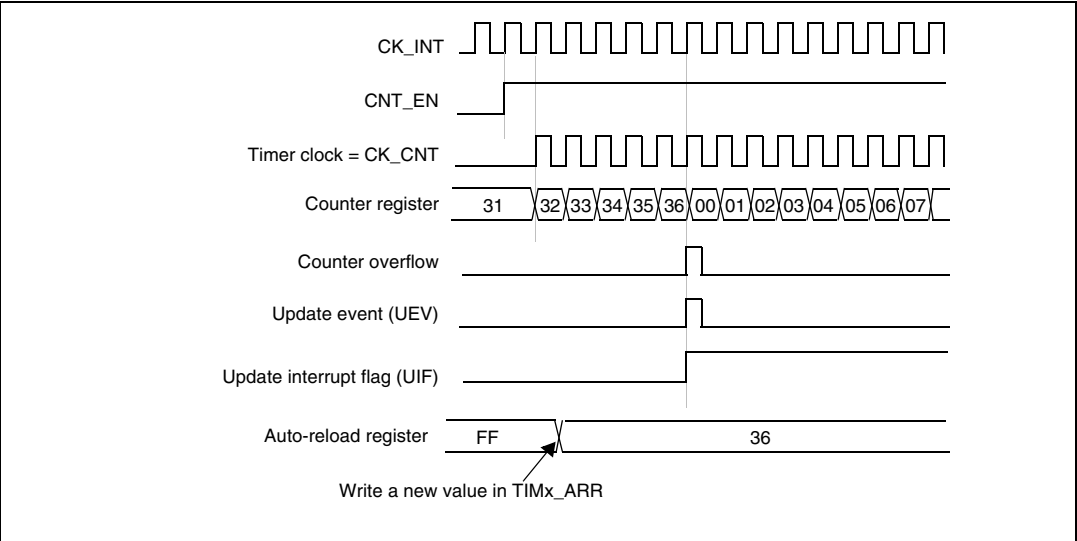 CK_INT
CNT_EN
Timer clock = CK_CNT
Counter register 31 32 33 34 35 36 00 01 02 03 04 05 06 07
Counter overflow
Update event (UEV)
Update interrupt flag (UIF)
Auto-reload register FF 36
Write a new value in TIMx_ARR